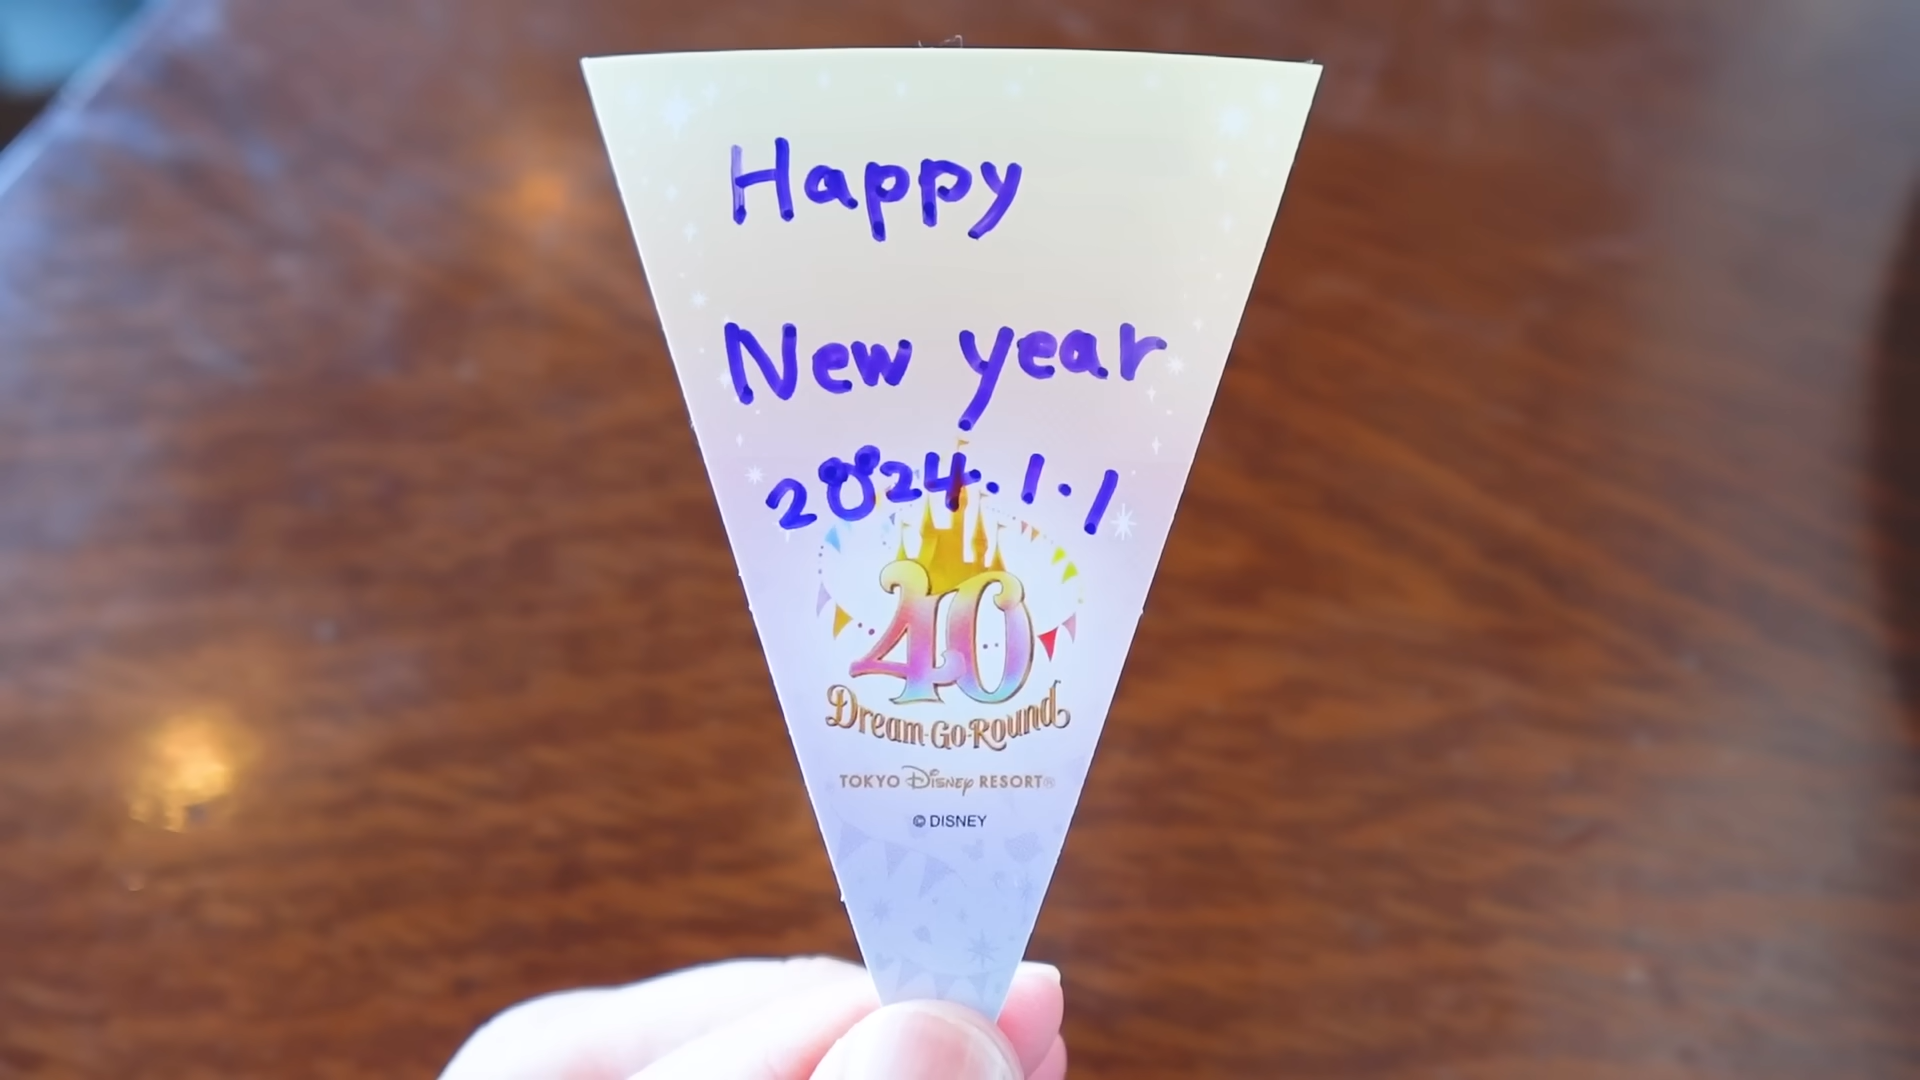 Happy
New year
2024.1.1
40
Dream-Go-Round
TOKYO Disney RESORT®
© DISNEY